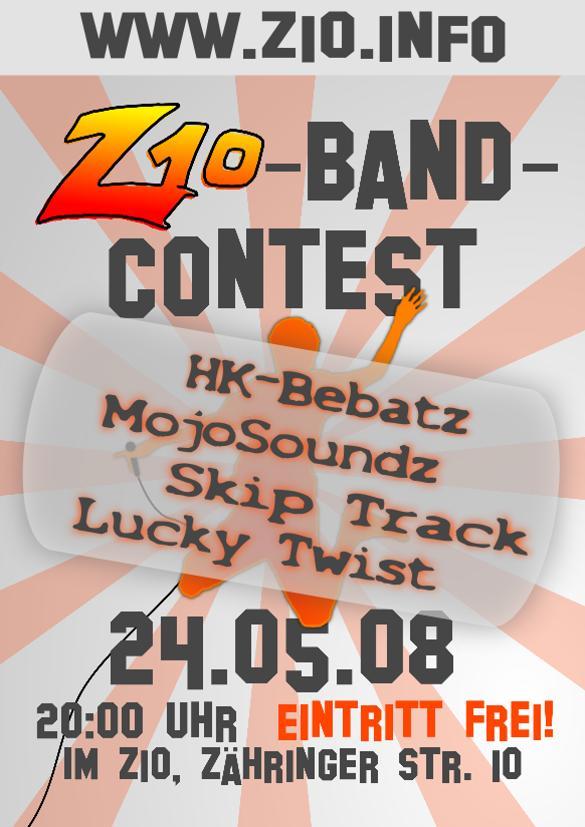 WWW.Z10.INFO
Z10-BAND-
CONTEST
HK-Bebatz
MojoSoundz
Skip Track
Lucky Twist
24.05.08
20:00 UHR EINTRITT FREI!
IM Z10, ZÄHRINGER STR. 10